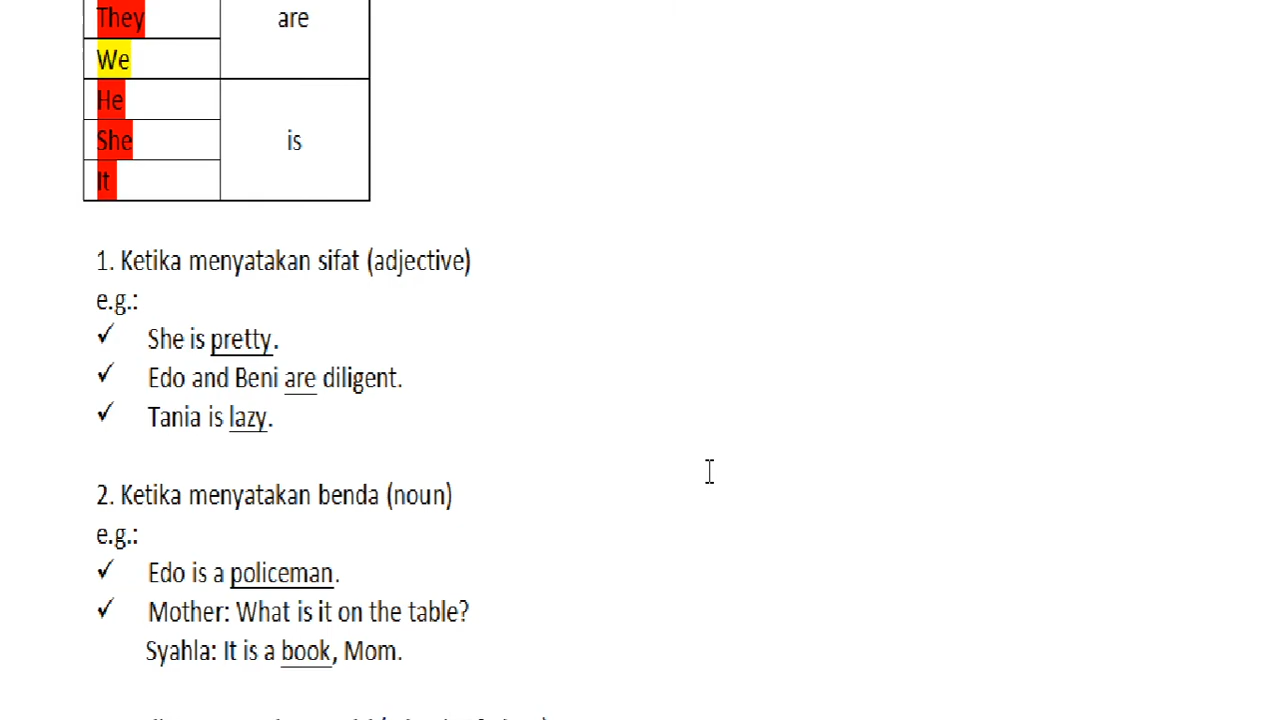 They
are
We
He
She
is
It
1. Ketika menyatakan sifat (adjective)
e.g.:
✓ She is pretty.
✓ Edo and Beni are diligent.
✓ Tania is lazy.
2. Ketika menyatakan benda (noun)
e.g.:
✓ Edo is a policeman.
✓ Mother: What is it on the table?
Syahla: It is a book, Mom.